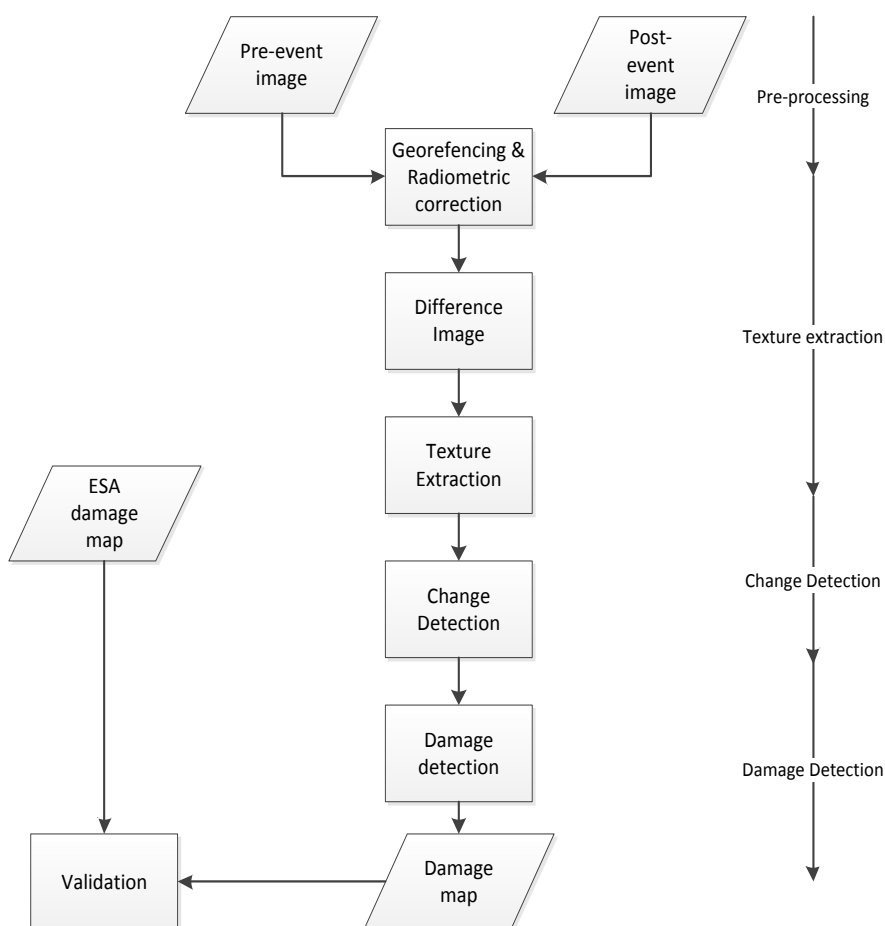 Pre-event
image
Post-
event
image
Pre-processing
Georefencing &
Radiometric
correction
Difference
Image
Texture extraction
Texture
Extraction
ESA
damage
map
Change
Detection
Change Detection
Damage
detection
Damage Detection
Validation
Damage
map